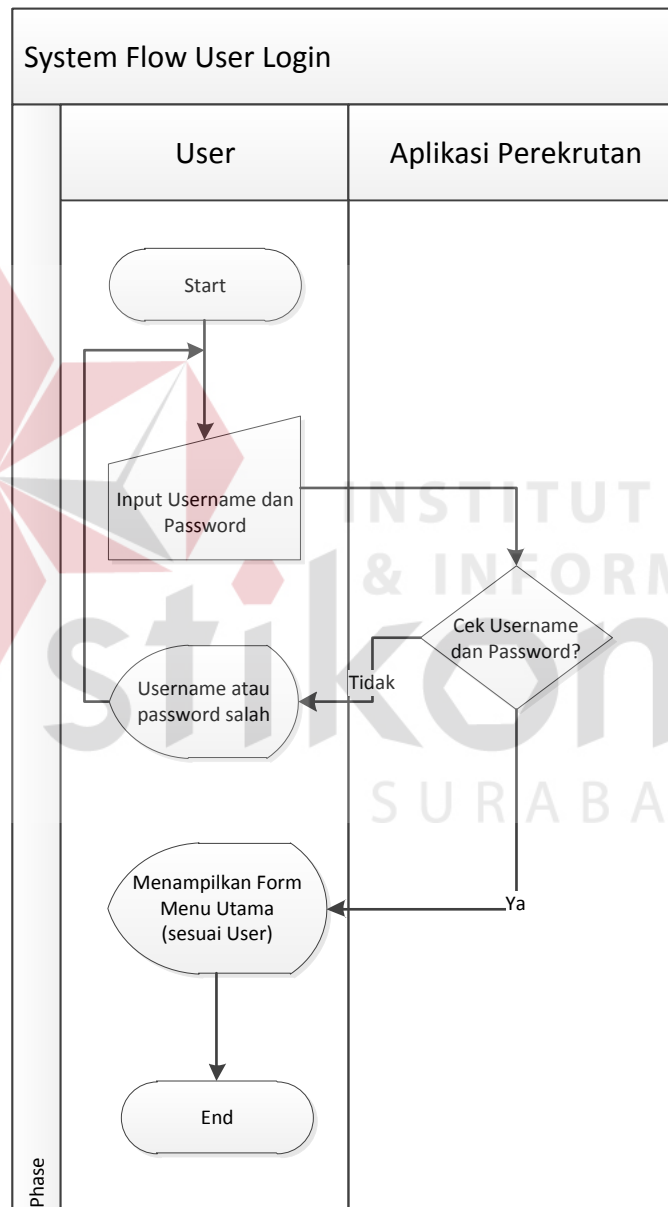 System Flow User Login
User
Aplikasi Perekrutan
Start
Input Username dan
Password
Cek Username
dan Password?
Tidak
Username atau
password salah
Menampilkan Form
Menu Utama
(sesuai User)
Ya
End
Phase
INSTITUT
& INFORM
stikom
SURABA